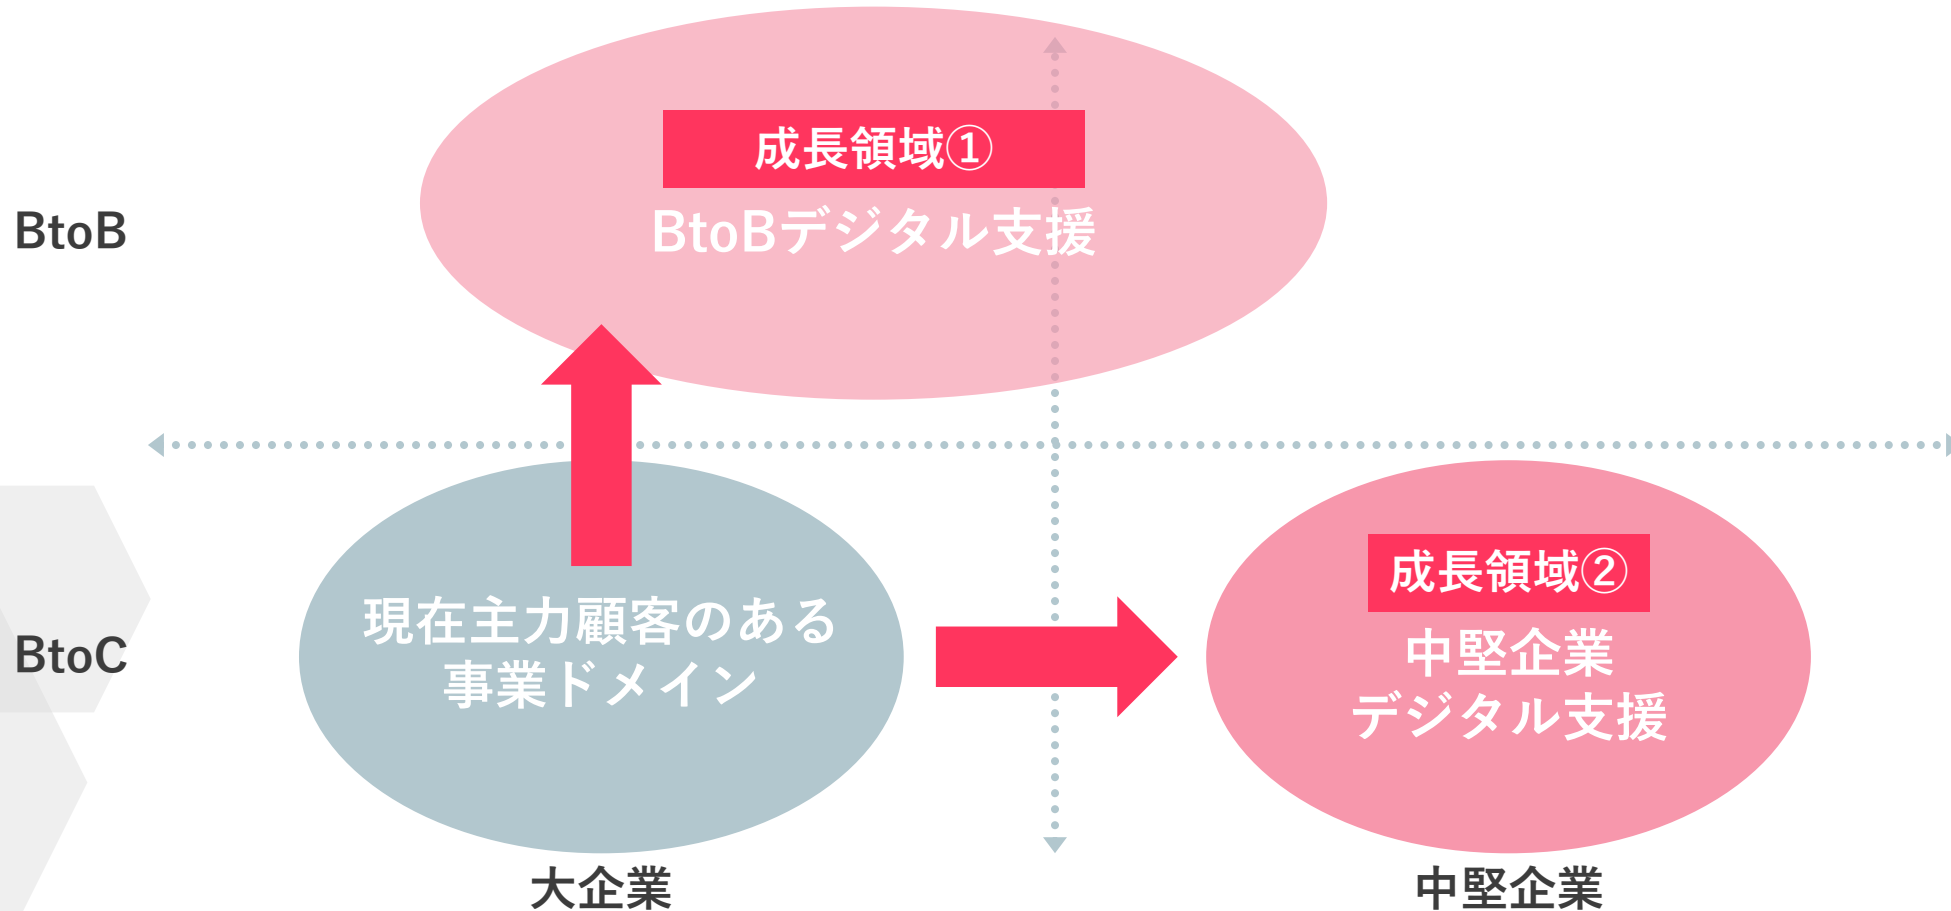 成長領域①
BtoBデジタル支援
BtoB
成長領域②
現在主力顧客のある
事業ドメイン
中堅企業
デジタル支援
BtoC
大企業
中堅企業